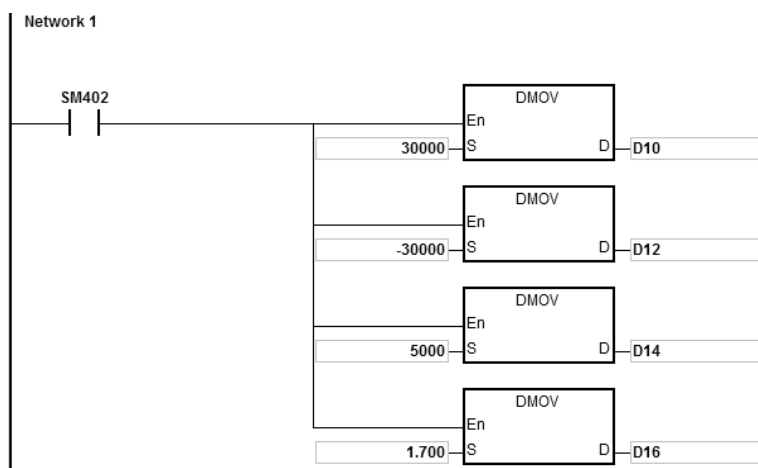 Network 1
SM402
DMOV
En
30000 S D D10
DMOV
En
-30000 S D D12
DMOV
En
5000 S D D14
DMOV
En
1.700 S D D16